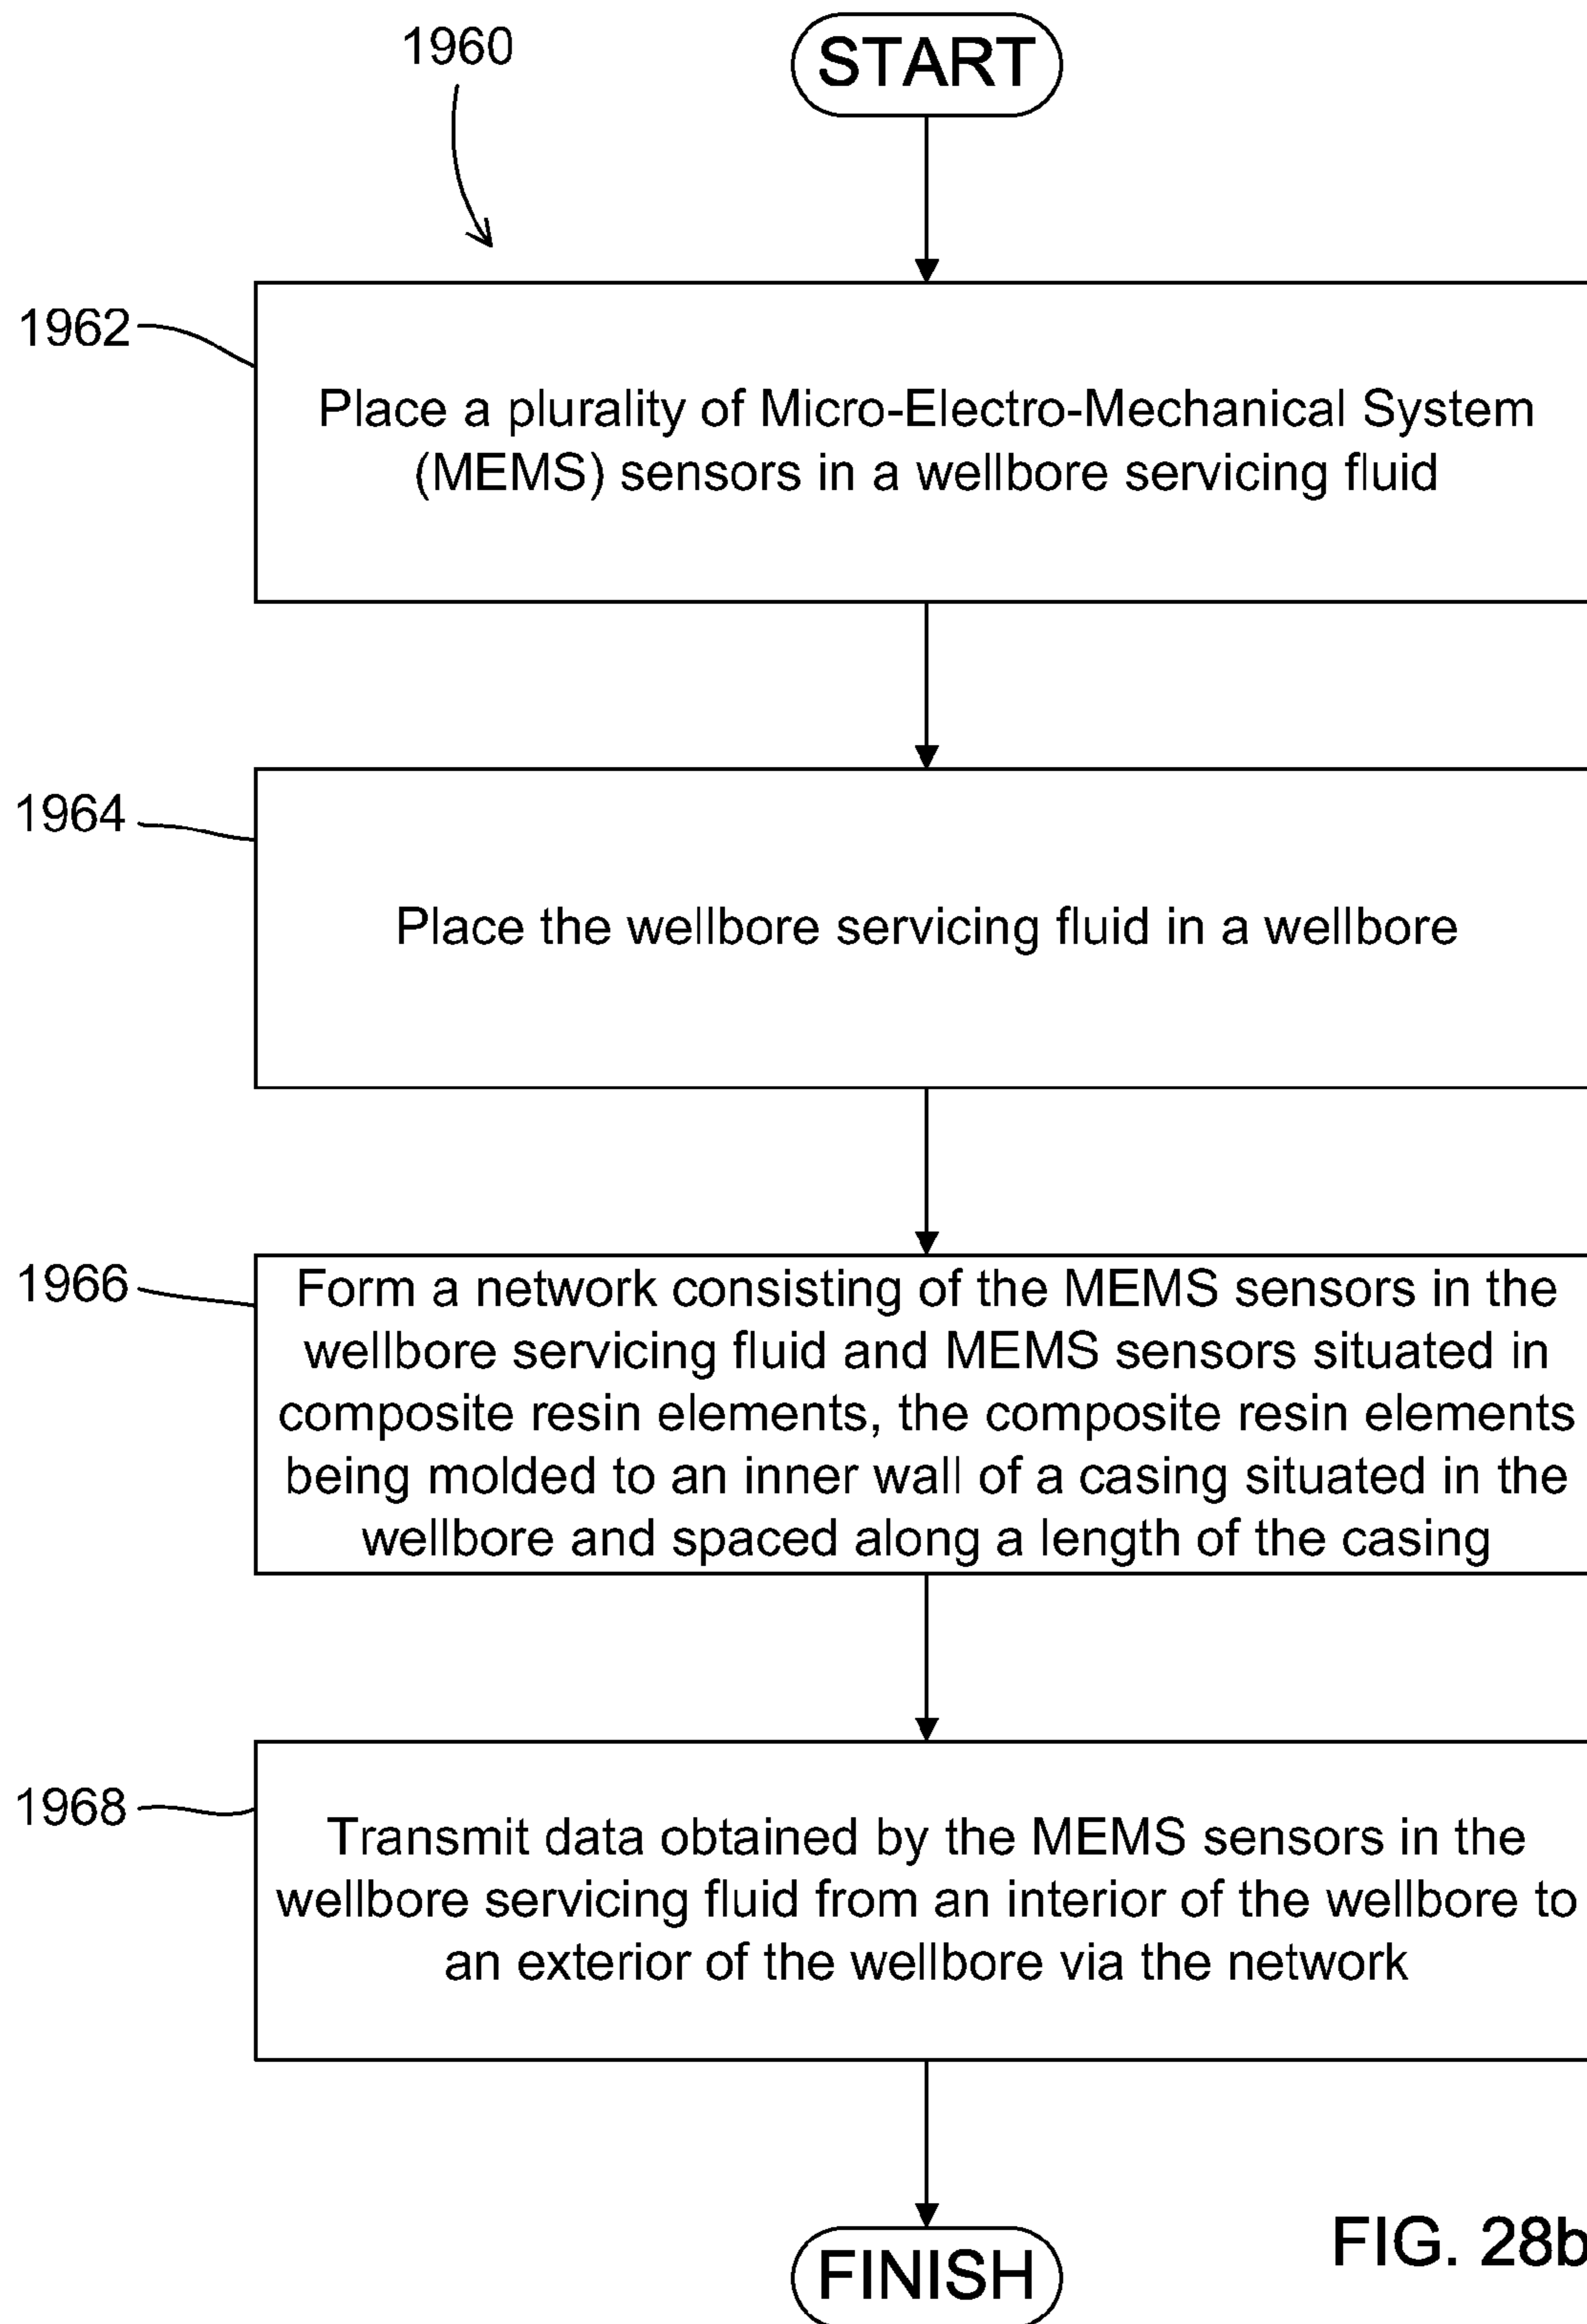 1960
START
1962
Place a plurality of Micro-Electro-Mechanical System
(MEMS) sensors in a wellbore servicing fluid
1964
Place the wellbore servicing fluid in a wellbore
1966
Form a network consisting of the MEMS sensors in the
wellbore servicing fluid and MEMS sensors situated in
composite resin elements, the composite resin elements
being molded to an inner wall of a casing situated in the
wellbore and spaced along a length of the casing
1968
Transmit data obtained by the MEMS sensors in the
wellbore servicing fluid from an interior of the wellbore to
an exterior of the wellbore via the network
FINISH
FIG. 28b